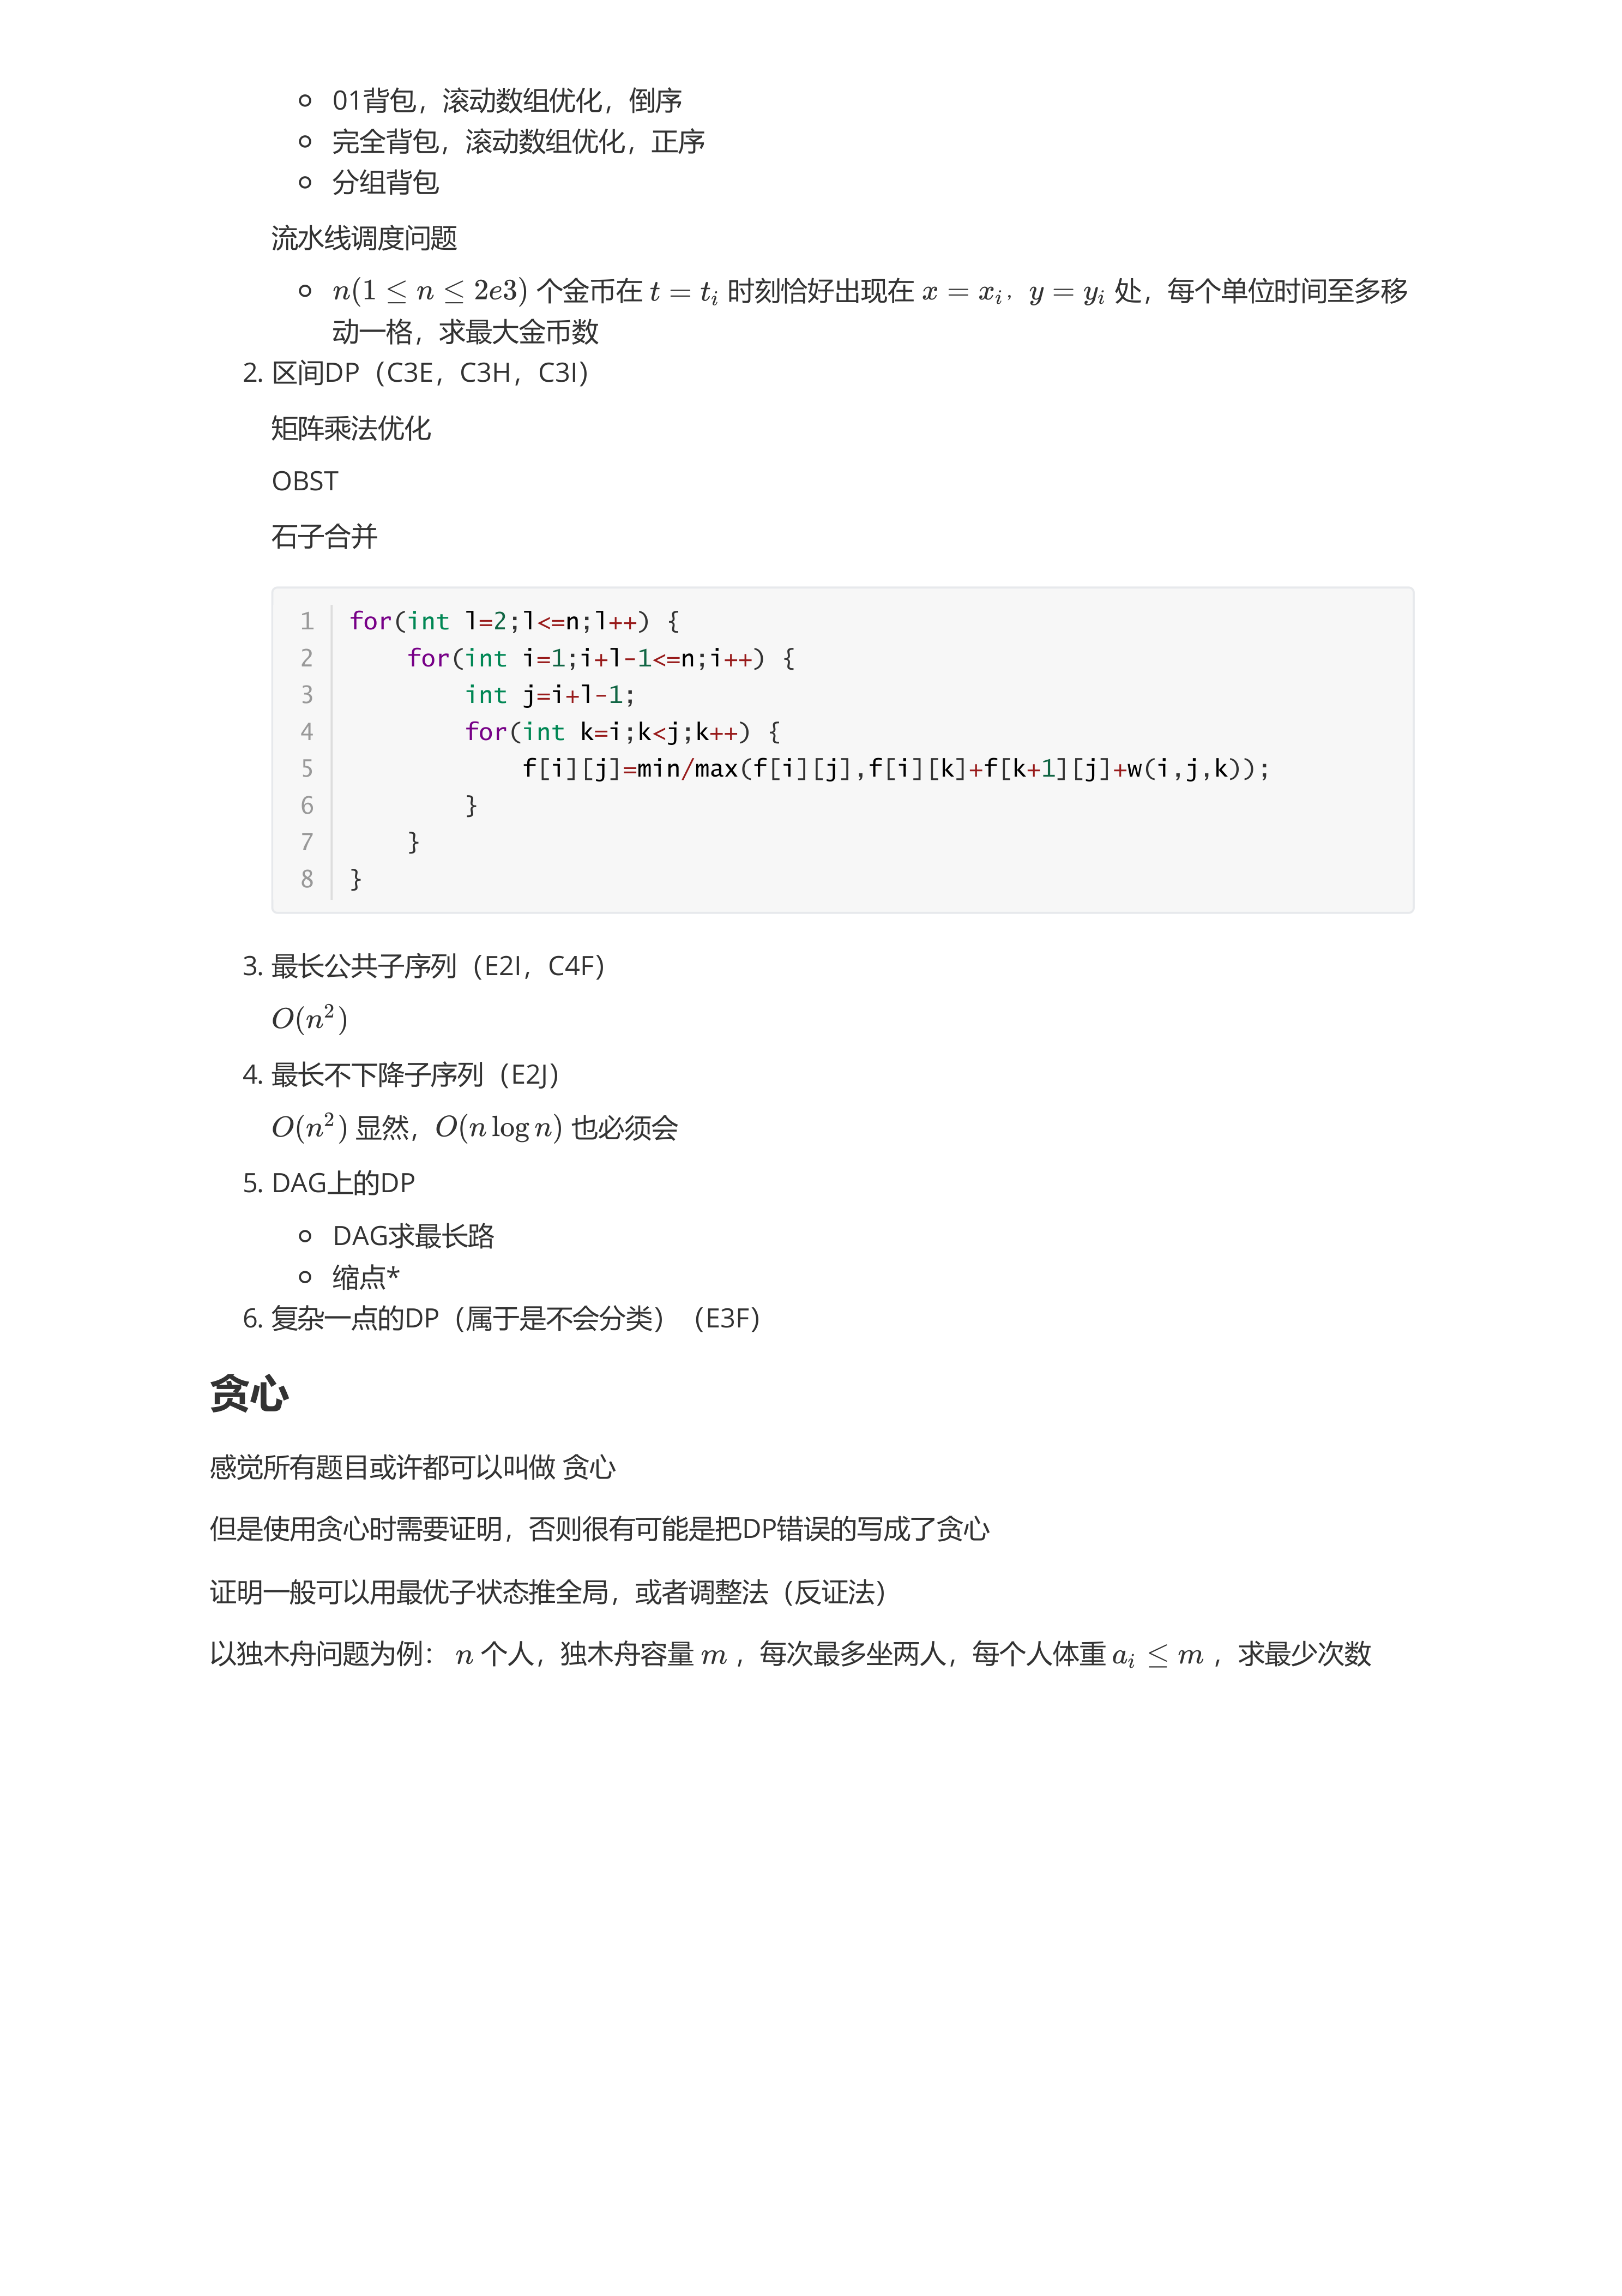 01背包，滚动数组优化，倒序
完全背包，滚动数组优化，正序
分组背包
流水线调度问题
n(1 ≤ n ≤ 2e3) 个金币在 t = t_i 时刻恰好出现在 x = x_i，y = y_i 处，每个单位时间至多移
动一格，求最大金币数
2. 区间DP（C3E，C3H，C3I）
矩阵乘法优化
OBST
石子合并
1 for(int l=2;l<=n;l++) {
2     for(int i=1;i+l-1<=n;i++) {
3         int j=i+l-1;
4         for(int k=i;k<j;k++) {
5             f[i][j]=min/max(f[i][j],f[i][k]+f[k+1][j]+w(i,j,k));
6         }
7     }
8 }
3. 最长公共子序列（E2I，C4F）
O(n^2)
4. 最长不下降子序列（E2J）
O(n^2) 显然，O(n log n) 也必须会
5. DAG上的DP
DAG求最长路
缩点*
6. 复杂一点的DP（属于是不会分类）（E3F）
贪心
感觉所有题目或许都可以叫做 贪心
但是使用贪心时需要证明，否则很有可能是把DP错误的写成了贪心
证明一般可以用最优子状态推全局，或者调整法（反证法）
以独木舟问题为例： n 个人，独木舟容量 m ，每次最多坐两人，每个人体重 a_i ≤ m ，求最少次数